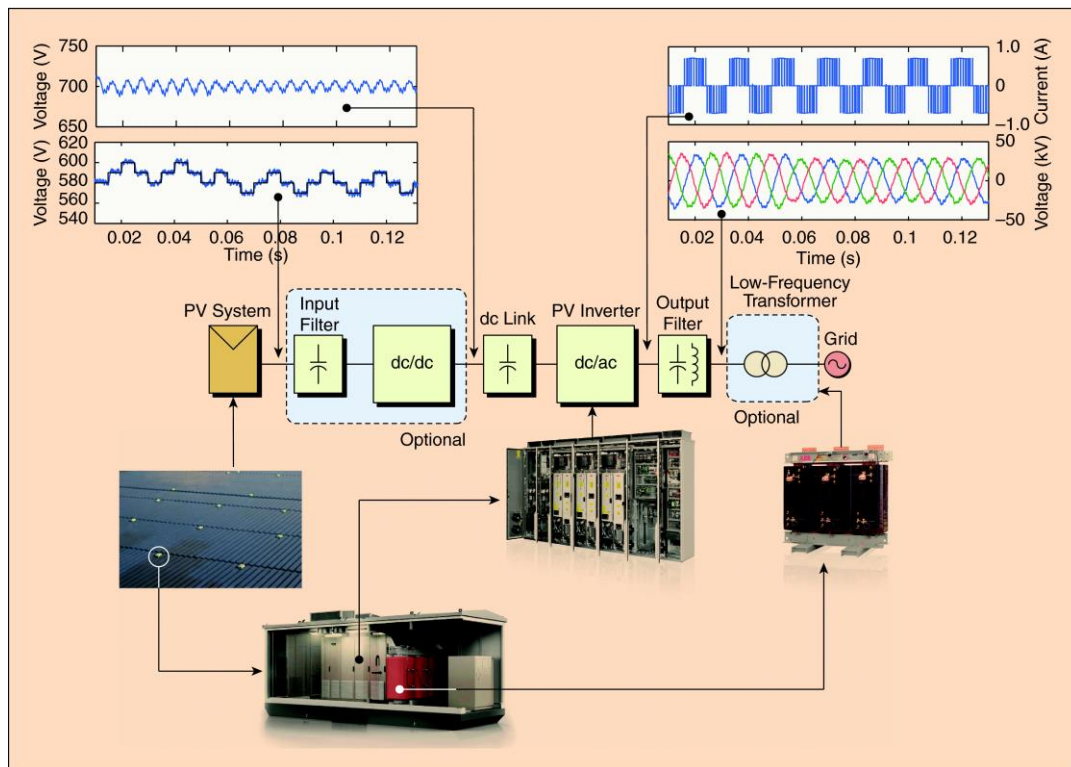 750
700
650
Voltage (V)
620
600
580
560
540
Voltage (V)
0.02 0.04 0.06 0.08 0.1 0.12
Time (s)
1.0
0
–1.0
Current (A)
50
0
–50
Voltage (kV)
0.02 0.04 0.06 0.08 0.1 0.12
Time (s)
PV System
Input
Filter
dc/dc
Optional
dc Link
PV Inverter
dc/ac
Output
Filter
Low-Frequency
Transformer
Grid
Optional